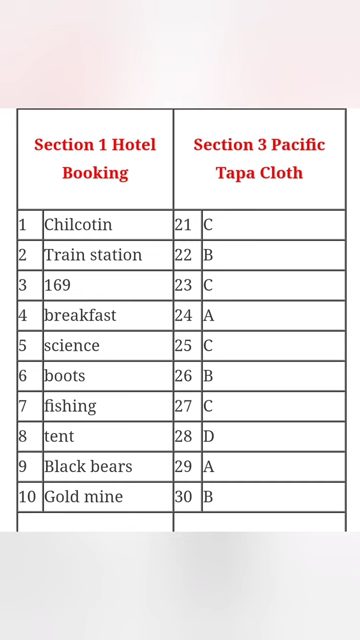 Section 1 Hotel Booking
Section 3 Pacific Tapa Cloth
1 Chilcotin 21 C
2 Train station 22 B
3 169 23 C
4 breakfast 24 A
5 science 25 C
6 boots 26 B
7 fishing 27 C
8 tent 28 D
9 Black bears 29 A
10 Gold mine 30 B